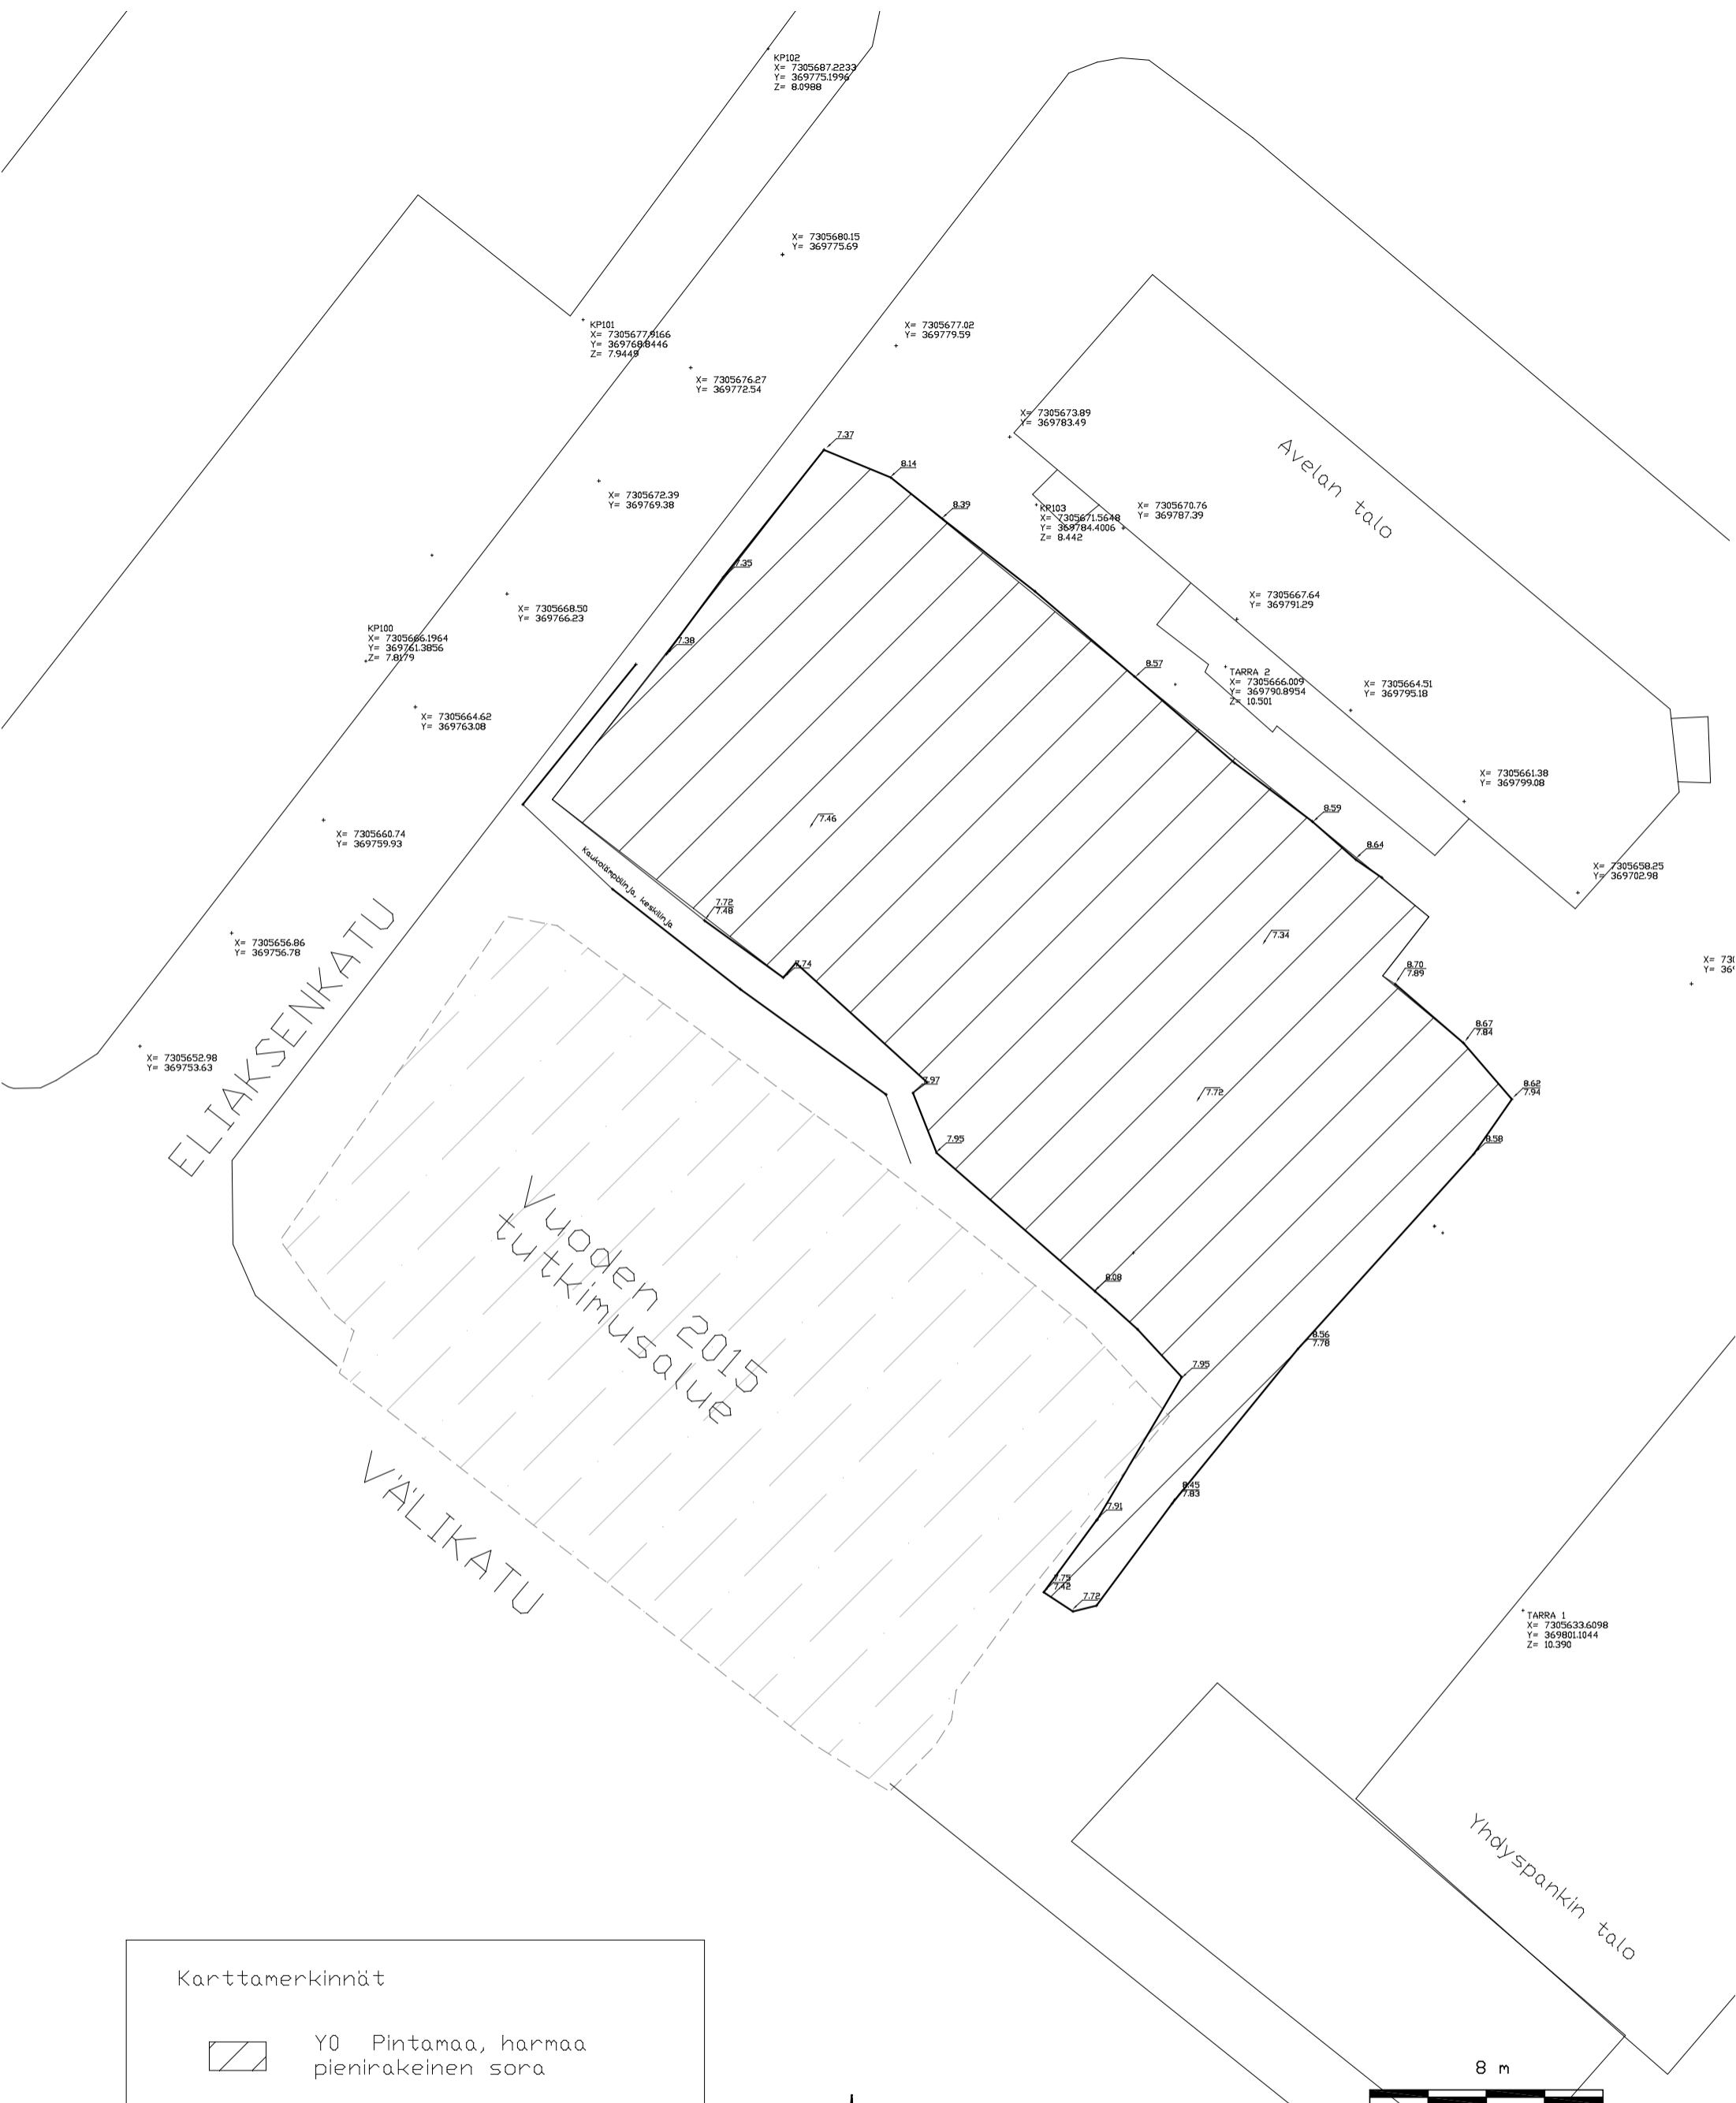 KP102
X= 7305687.2233
Y= 369775.1996
Z= 8.0988
X= 7305680.15
Y= 369775.69
KP101
X= 7305677.9166
Y= 369768.8446
Z= 7.9449
X= 7305677.02
Y= 369779.59
X= 7305676.27
Y= 369772.54
X= 7305673.89
Y= 369783.49
7.37
8.14
Avelan talo
X= 7305672.39
Y= 369769.38
8.39
KP103
X= 7305671.5648
Y= 369784.4006
Z= 8.442
X= 7305670.76
Y= 369787.39
7.35
X= 7305668.50
Y= 369766.23
X= 7305667.64
Y= 369791.29
KP100
X= 7305666.1964
Y= 369761.3856
Z= 7.8179
7.38
8.57
TARRA 2
X= 7305666.009
Y= 369790.8954
Z= 10.501
X= 7305664.51
Y= 369795.18
X= 7305664.62
Y= 369763.08
X= 7305661.38
Y= 369799.08
X= 7305660.74
Y= 369759.93
7.46
8.59
8.64
Kaukolämpölinja, keskilinja
X= 7305658.25
Y= 369702.98
7.72
7.48
X= 7305656.86
Y= 369756.78
7.34
7.74
8.70
7.89
X= 730
Y= 369
ELIAKSENKATU
X= 7305652.98
Y= 369753.63
8.67
7.84
7.97
7.72
8.62
7.94
7.95
8.58
Vuoden 2015
tutkimusalue
8.08
8.56
7.78
7.95
VÄLIKATU
8.45
7.83
7.91
7.75
7.42
7.72
TARRA 1
X= 7305633.6098
Y= 369801.1044
Z= 10.390
Yhdyspankin talo
Karttamerkinnät
Y0 Pintamaa, harmaa
pienirakeinen sora
8 m